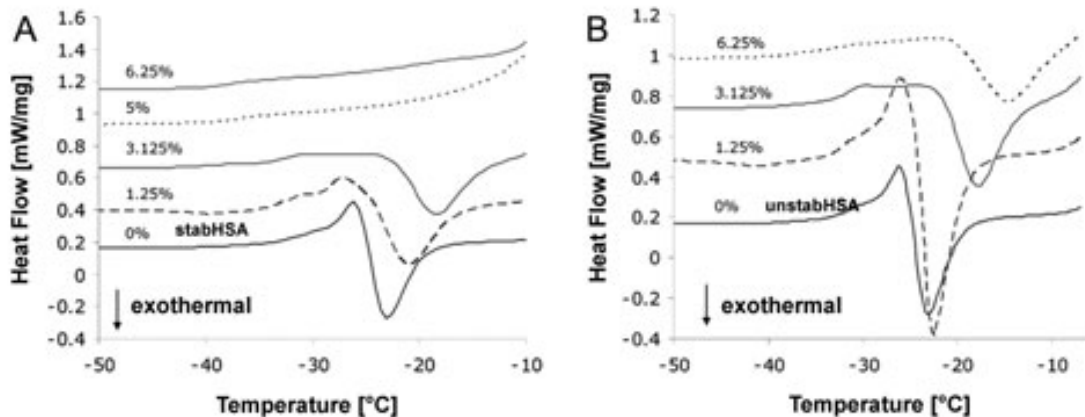 A
Heat Flow [mW/mg]
1.6
1.4
1.2
1
0.8
0.6
0.4
0.2
0
-0.2
-0.4
6.25%
5%
3.125%
1.25%
0% stabHSA
exothermal
-50 -40 -30 -20 -10
Temperature [°C]
B
Heat Flow [mW/mg]
1.2
1
0.8
0.6
0.4
0.2
0
-0.2
-0.4
6.25%
3.125%
1.25%
0% unstabHSA
exothermal
-50 -40 -30 -20 -10
Temperature [°C]